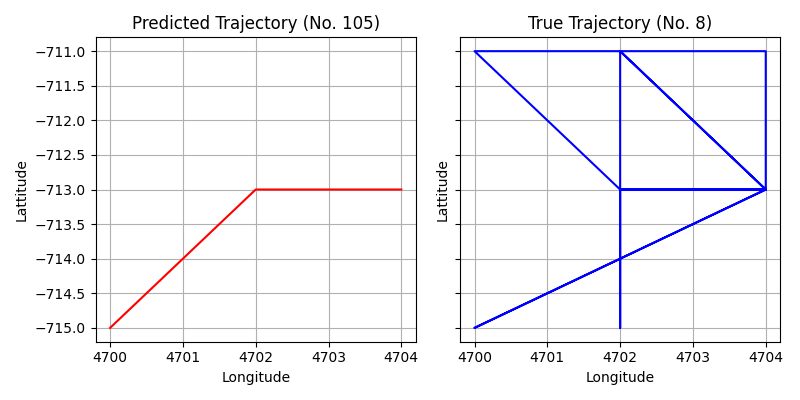 Predicted Trajectory (No. 105)
−711.0
−711.5
−712.0
−712.5
−713.0
−713.5
−714.0
−714.5
−715.0
Lattitude
4700 4701 4702 4703 4704
Longitude
True Trajectory (No. 8)
Lattitude
4700 4701 4702 4703 4704
Longitude